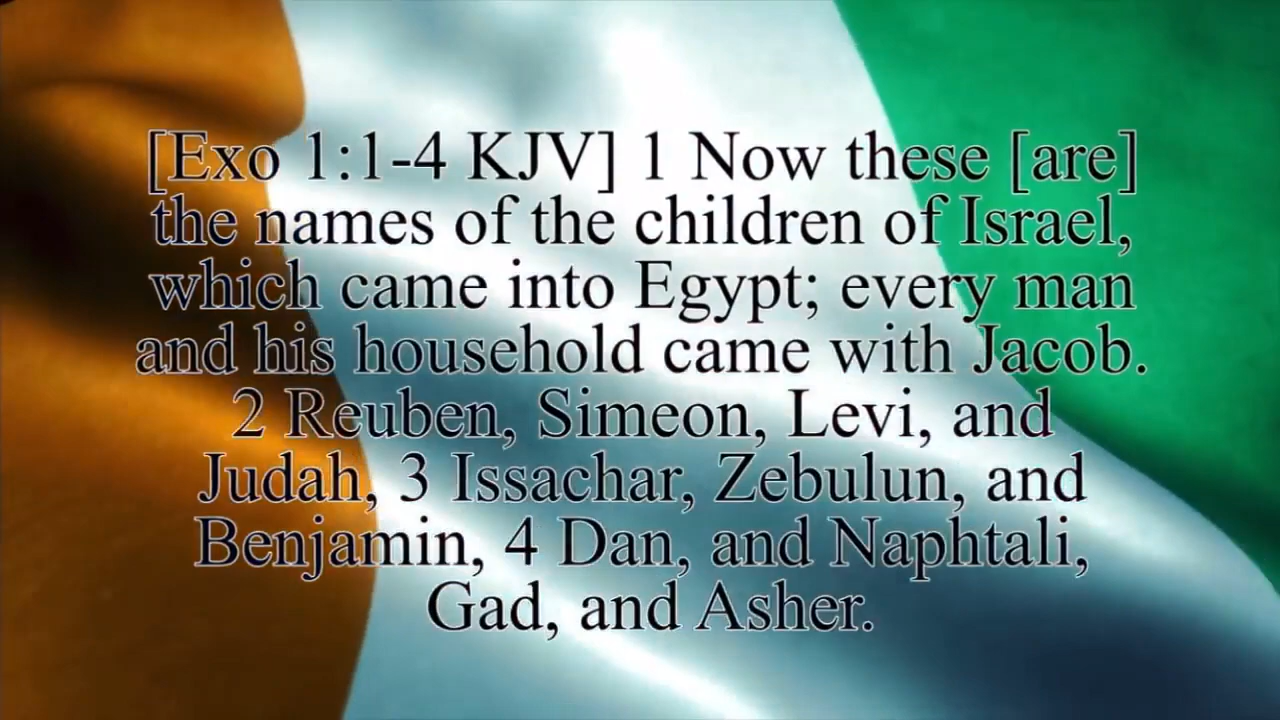 [Exo 1:1-4 KJV] 1 Now these [are]
the names of the children of Israel,
which came into Egypt; every man
and his household came with Jacob.
2 Reuben, Simeon, Levi, and
Judah, 3 Issachar, Zebulun, and
Benjamin, 4 Dan, and Naphtali,
Gad, and Asher.